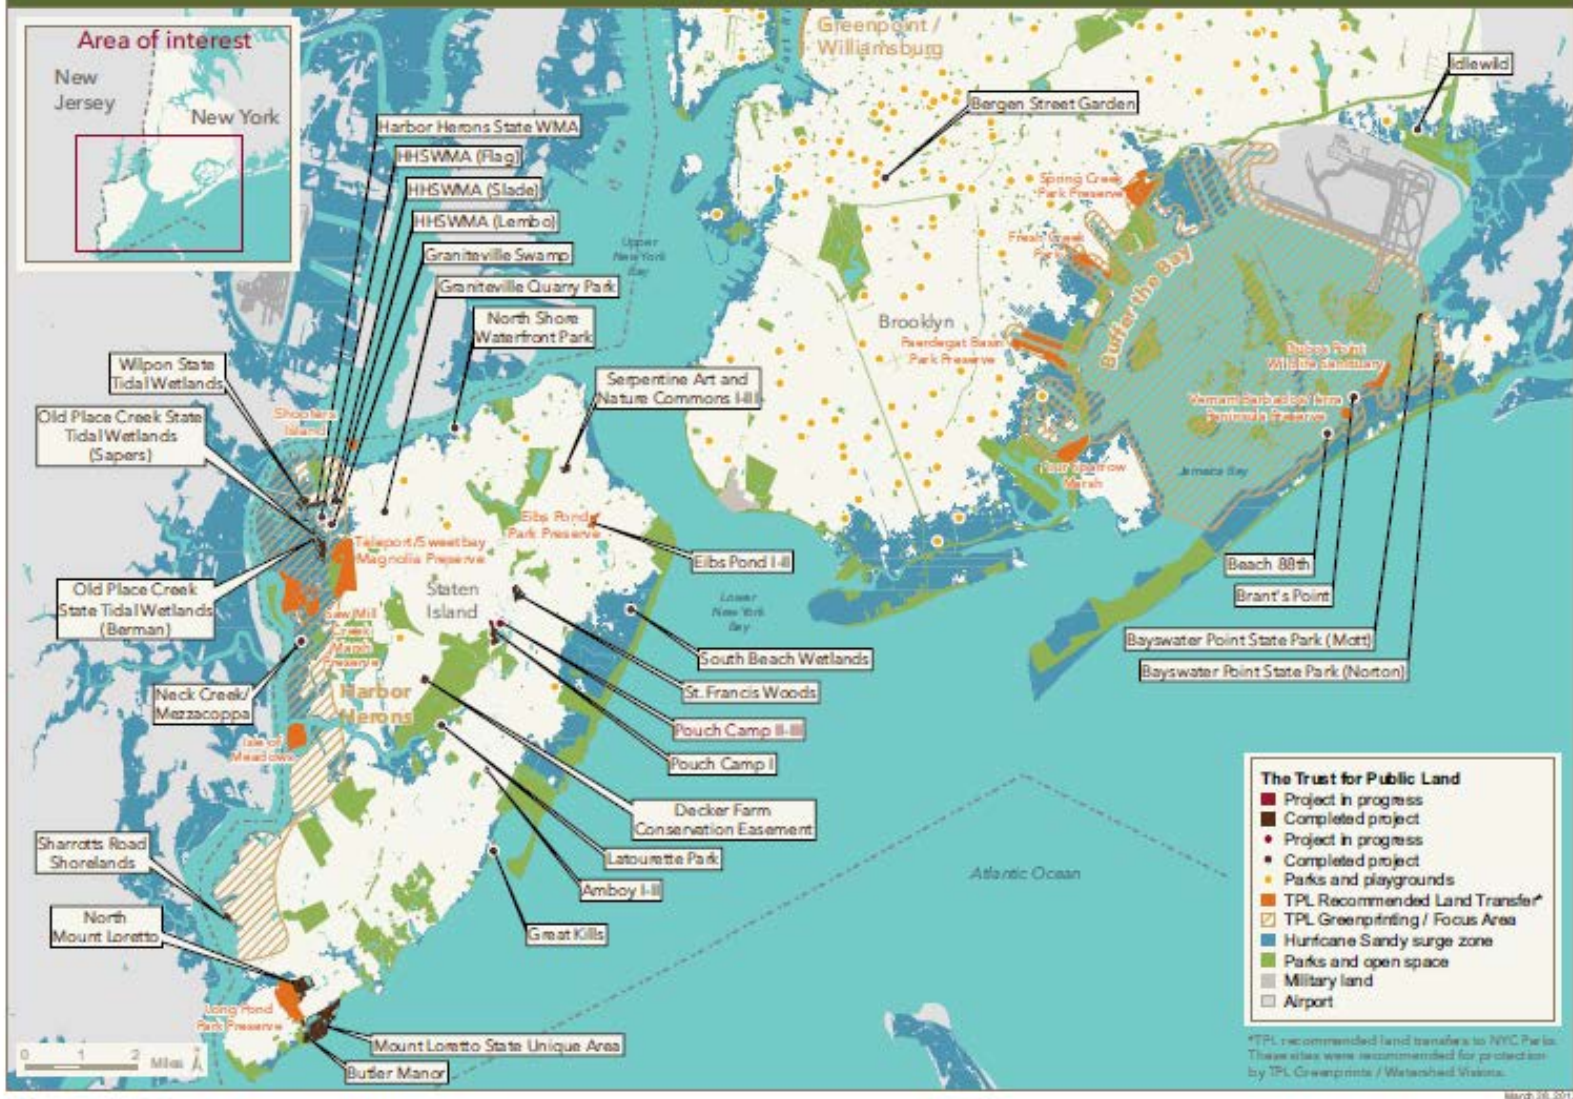 Area of interest
New
Jersey
New York
Greenpoint /
Williamsburg
Idlewild
Bergen Street Garden
Harbor Herons State WMA
HHSWMA (Flag)
HHSWMA (Slade)
HHSWMA (Lembo)
Graniteville Swamp
Graniteville Quarry Park
North Shore
Waterfront Park
Upper
New York
Bay
Spring Creek
Park Preserve
Fresh Creek
Buffer the Bay
Brooklyn
Paerdegat Basin
Park Preserve
Dubos Point
Wildlife Sanctuary
Vernam Barbadoes
Peninsula Preserve
Jamaica Bay
Four Sparrow
Marsh
Wilpon State
Tidal Wetlands
Old Place Creek State
Tidal Wetlands
(Sapers)
Shooters
Island
Serpentine Art and
Nature Commons I-III
Eibs Pond
Park Preserve
Teleport/Sweetbay
Magnolia Preserve
Eibs Pond I-II
Staten
Island
Old Place Creek
State Tidal Wetlands
(Berman)
Saw Mill
Creek
Marsh
Preserve
Lower
New York
Bay
Beach 88th
Brant's Point
Bayswater Point State Park (Mott)
Bayswater Point State Park (Norton)
South Beach Wetlands
St. Francis Woods
Pouch Camp II-III
Pouch Camp I
Neck Creek/
Mezzacoppa
Harbor
Herons
Isle of
Meadows
Decker Farm
Conservation Easement
Latourette Park
Amboy I-II
Great Kills
Sharrotts Road
Shorelands
North
Mount Loretto
Long Pond
Park Preserve
Mount Loretto State Unique Area
Butler Manor
Atlantic Ocean
0 1 2
Miles
The Trust for Public Land
Project in progress
Completed project
Project in progress
Completed project
Parks and playgrounds
TPL Recommended Land Transfer*
TPL Greenprinting / Focus Area
Hurricane Sandy surge zone
Parks and open space
Military land
Airport
*TPL recommended land transfers to NYC Parks.
These sites were recommended for protection
by TPL Greenprints / Watershed Visions.